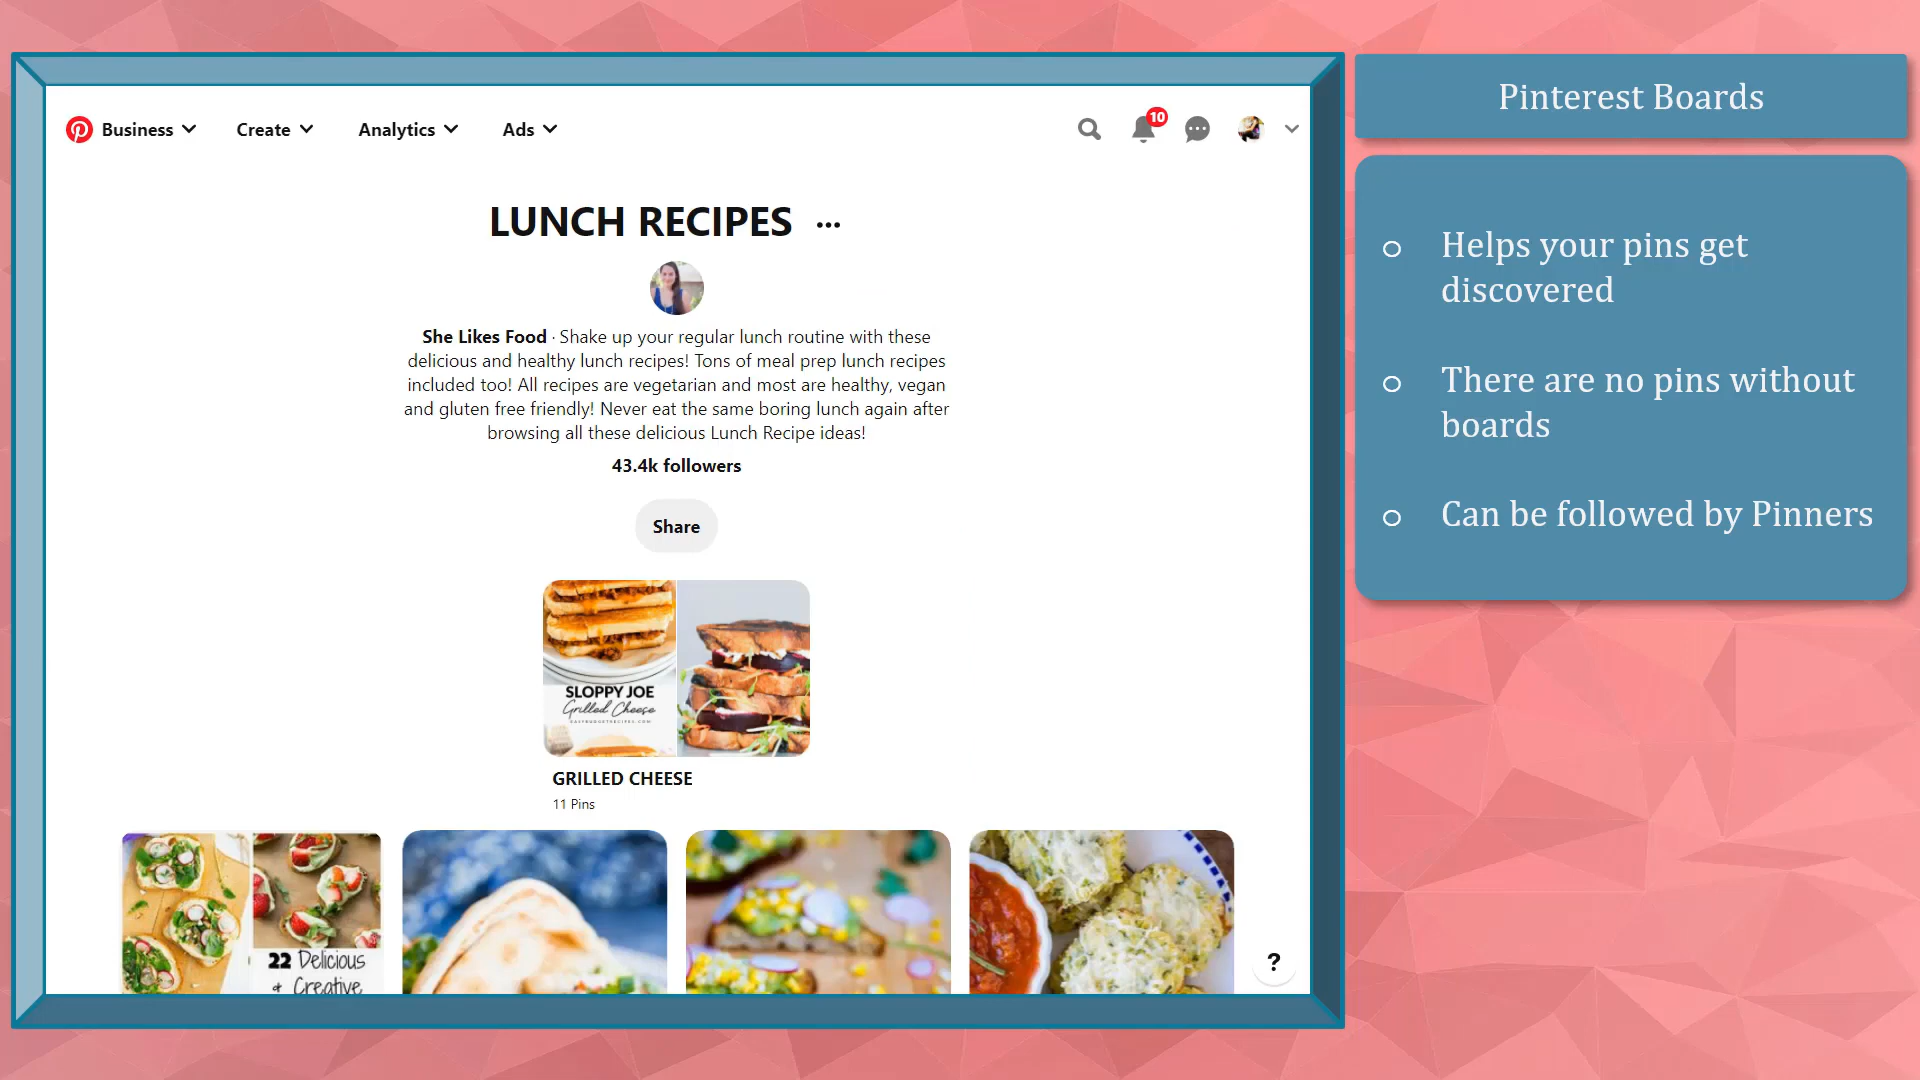 Business
Create
Analytics
Ads
10
LUNCH RECIPES ...
She Likes Food · Shake up your regular lunch routine with these
delicious and healthy lunch recipes! Tons of meal prep lunch recipes
included too! All recipes are vegetarian and most are healthy, vegan
and gluten free friendly! Never eat the same boring lunch again after
browsing all these delicious Lunch Recipe ideas!
43.4k followers
Share
SLOPPY JOE
Grilled Cheese
EASYBUDGETRECIPES.COM
GRILLED CHEESE
11 Pins
22 Delicious
& Creative
?
Pinterest Boards
Helps your pins get
discovered
There are no pins without
boards
Can be followed by Pinners